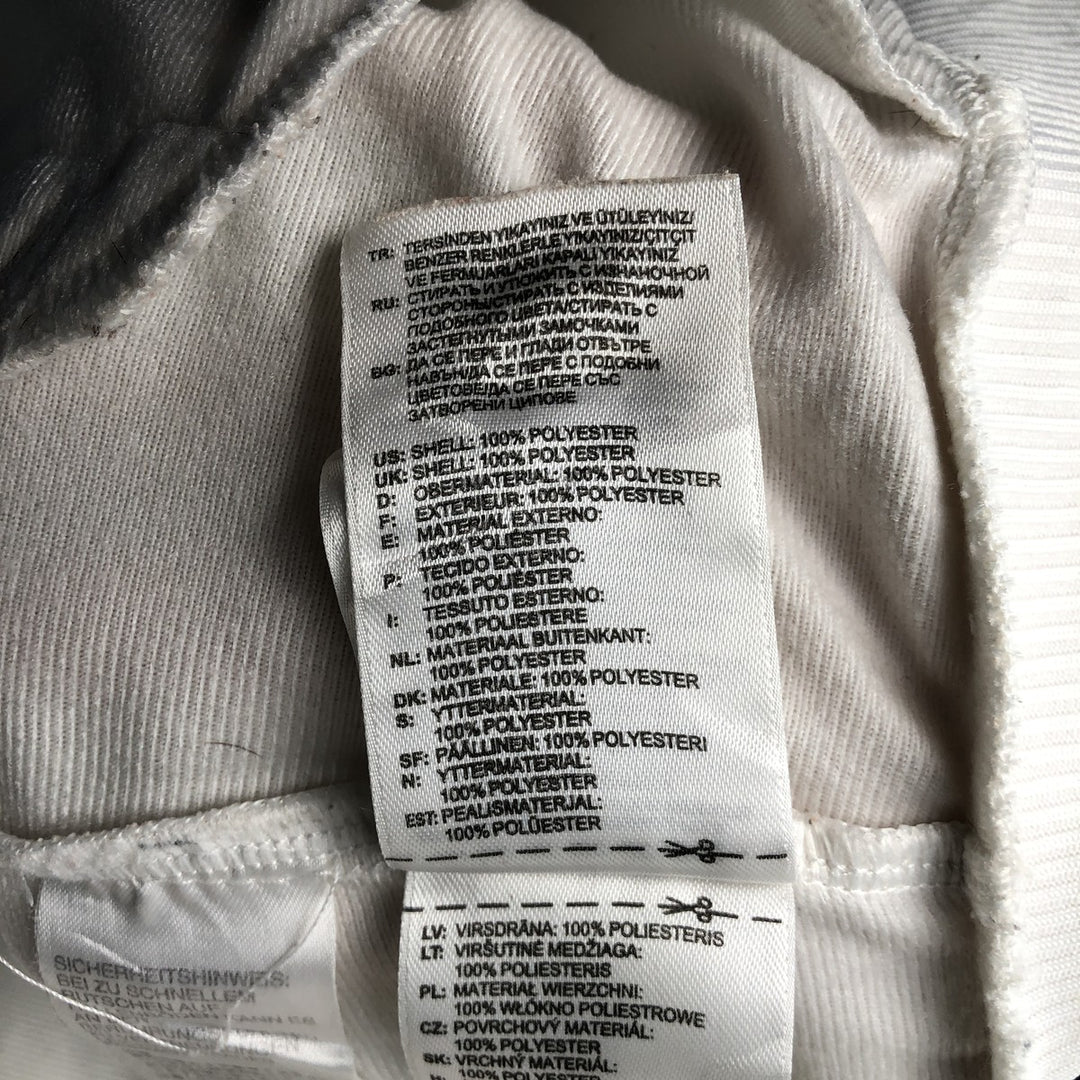 TR: TERSİNDEN YIKAYINIZ VE ÜTÜLEYİNİZ/
BENZER RENKLERLE YIKAYINIZ/ÇITÇIT
VE FERMUARLARI KAPALI YIKAYINIZ
RU: СТИРАТЬ И УТЮЖИТЬ С ИЗНАНОЧНОЙ
СТОРОНЫ/СТИРАТЬ С ИЗДЕЛИЯМИ
ПОДОБНОГО ЦВЕТА/СТИРАТЬ С
ЗАСТЕГНУТЫМИ ЗАМОЧКАМИ
BG: ДА СЕ ПЕРЕ И ГЛАДИ ОТВЪТРЕ
НАВЪН/ДА СЕ ПЕРЕ С ПОДОБНИ
ЦВЕТОВЕ/ДА СЕ ПЕРЕ СЪС
ЗАТВОРЕНИ ЦИПОВЕ
US: SHELL: 100% POLYESTER
UK: SHELL: 100% POLYESTER
D: OBERMATERIAL: 100% POLYESTER
F: EXTERIEUR: 100% POLYESTER
E: MATERIAL EXTERNO:
100% POLIÉSTER
P: TECIDO EXTERNO:
100% POLIÉSTER
I: TESSUTO ESTERNO:
100% POLIESTERE
NL: MATERIAAL BUITENKANT:
100% POLYESTER
DK: MATERIALE: 100% POLYESTER
S: YTTERMATERIAL:
100% POLYESTER
SF: PÄÄLLINEN: 100% POLYESTERI
N: YTTERMATERIAL:
100% POLYESTER
EST: PEALISMATERJAL:
100% POLÜESTER
LV: VIRSDRĀNA: 100% POLIESTERIS
LT: VIRŠUTINĖ MEDŽIAGA:
100% POLIESTERIS
PL: MATERIAŁ WIERZCHNI:
100% WŁÓKNO POLIESTROWE
CZ: POVRCHOVÝ MATERIÁL:
100% POLYESTER
SK: VRCHNÝ MATERIÁL:
100% POLYESTER
SICHERHEITSHINWEIS:
BEI ZU SCHNELLEM